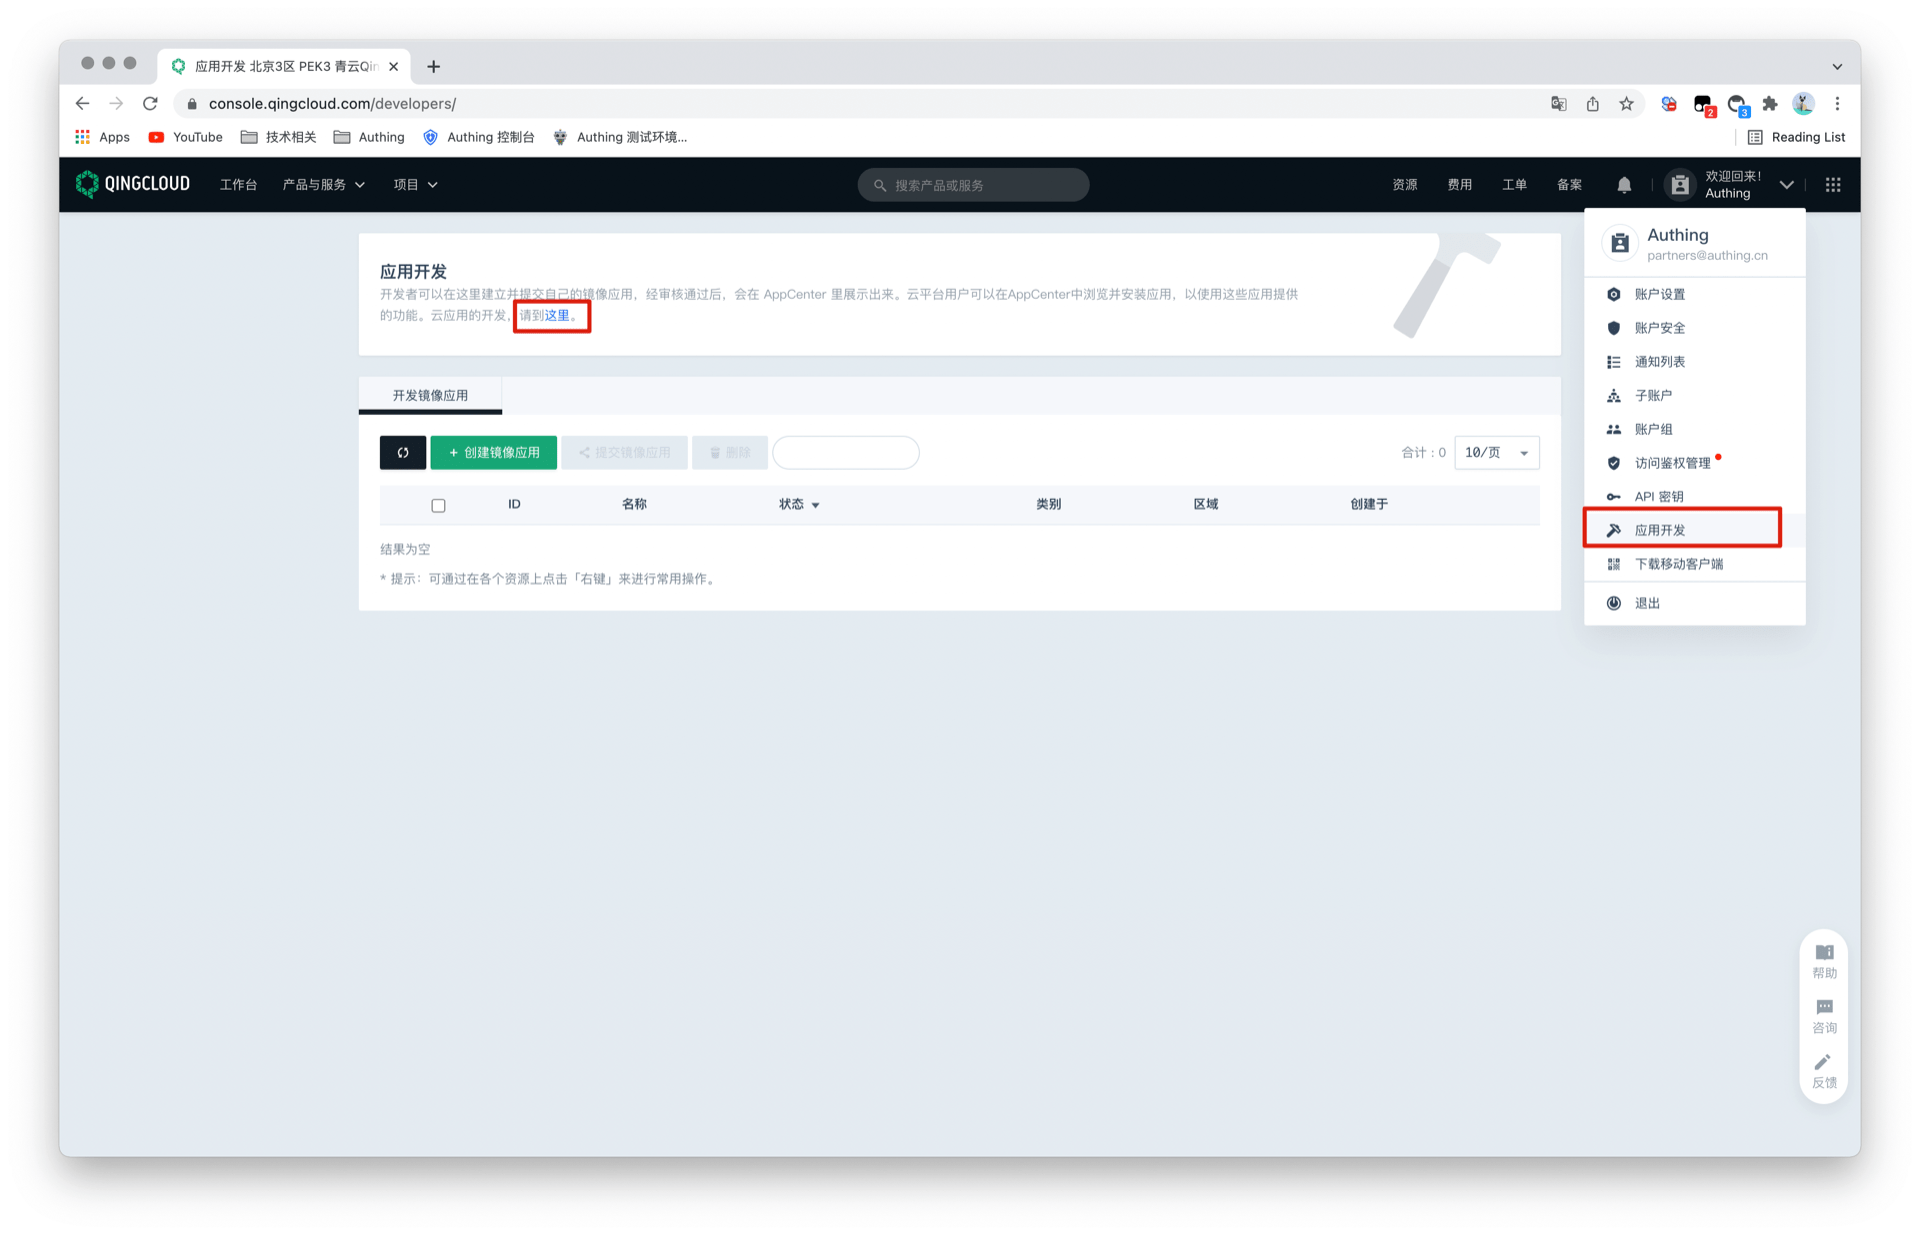 应用开发 北京3区 PEK3 青云Qin
console.qingcloud.com/developers/
2
3
Apps
YouTube
技术相关
Authing
Authing 控制台
Authing 测试环境...
Reading List
QINGCLOUD
工作台
产品与服务
项目
搜索产品或服务
资源
费用
工单
备案
欢迎回来!
Authing
Authing
partners@authing.cn
账户设置
账户安全
通知列表
子账户
账户组
访问鉴权管理
API 密钥
应用开发
下载移动客户端
退出
应用开发
开发者可以在这里建立并提交自己的镜像应用，经审核通过后，会在 AppCenter 里展示出来。云平台用户可以在AppCenter中浏览并安装应用，以使用这些应用提供
的功能。云应用的开发，请到这里。
开发镜像应用
+ 创建镜像应用
提交镜像应用
删除
合计：0
10/页
ID
名称
状态
类别
区域
创建于
结果为空
* 提示：可通过在各个资源上点击「右键」来进行常用操作。
帮助
咨询
反馈